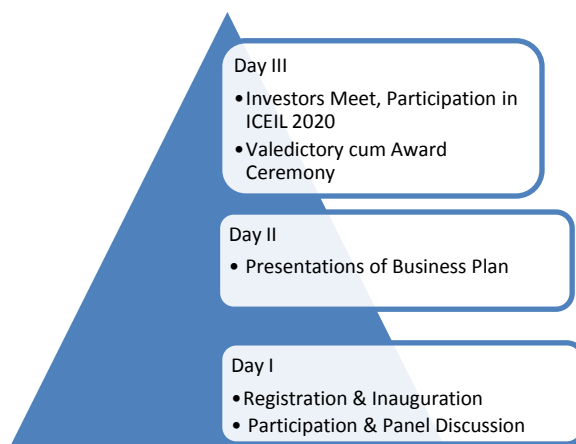 Day III
•Investors Meet, Participation in
ICEIL 2020
•Valedictory cum Award
Ceremony
Day II
• Presentations of Business Plan
Day I
•Registration & Inauguration
• Participation & Panel Discussion